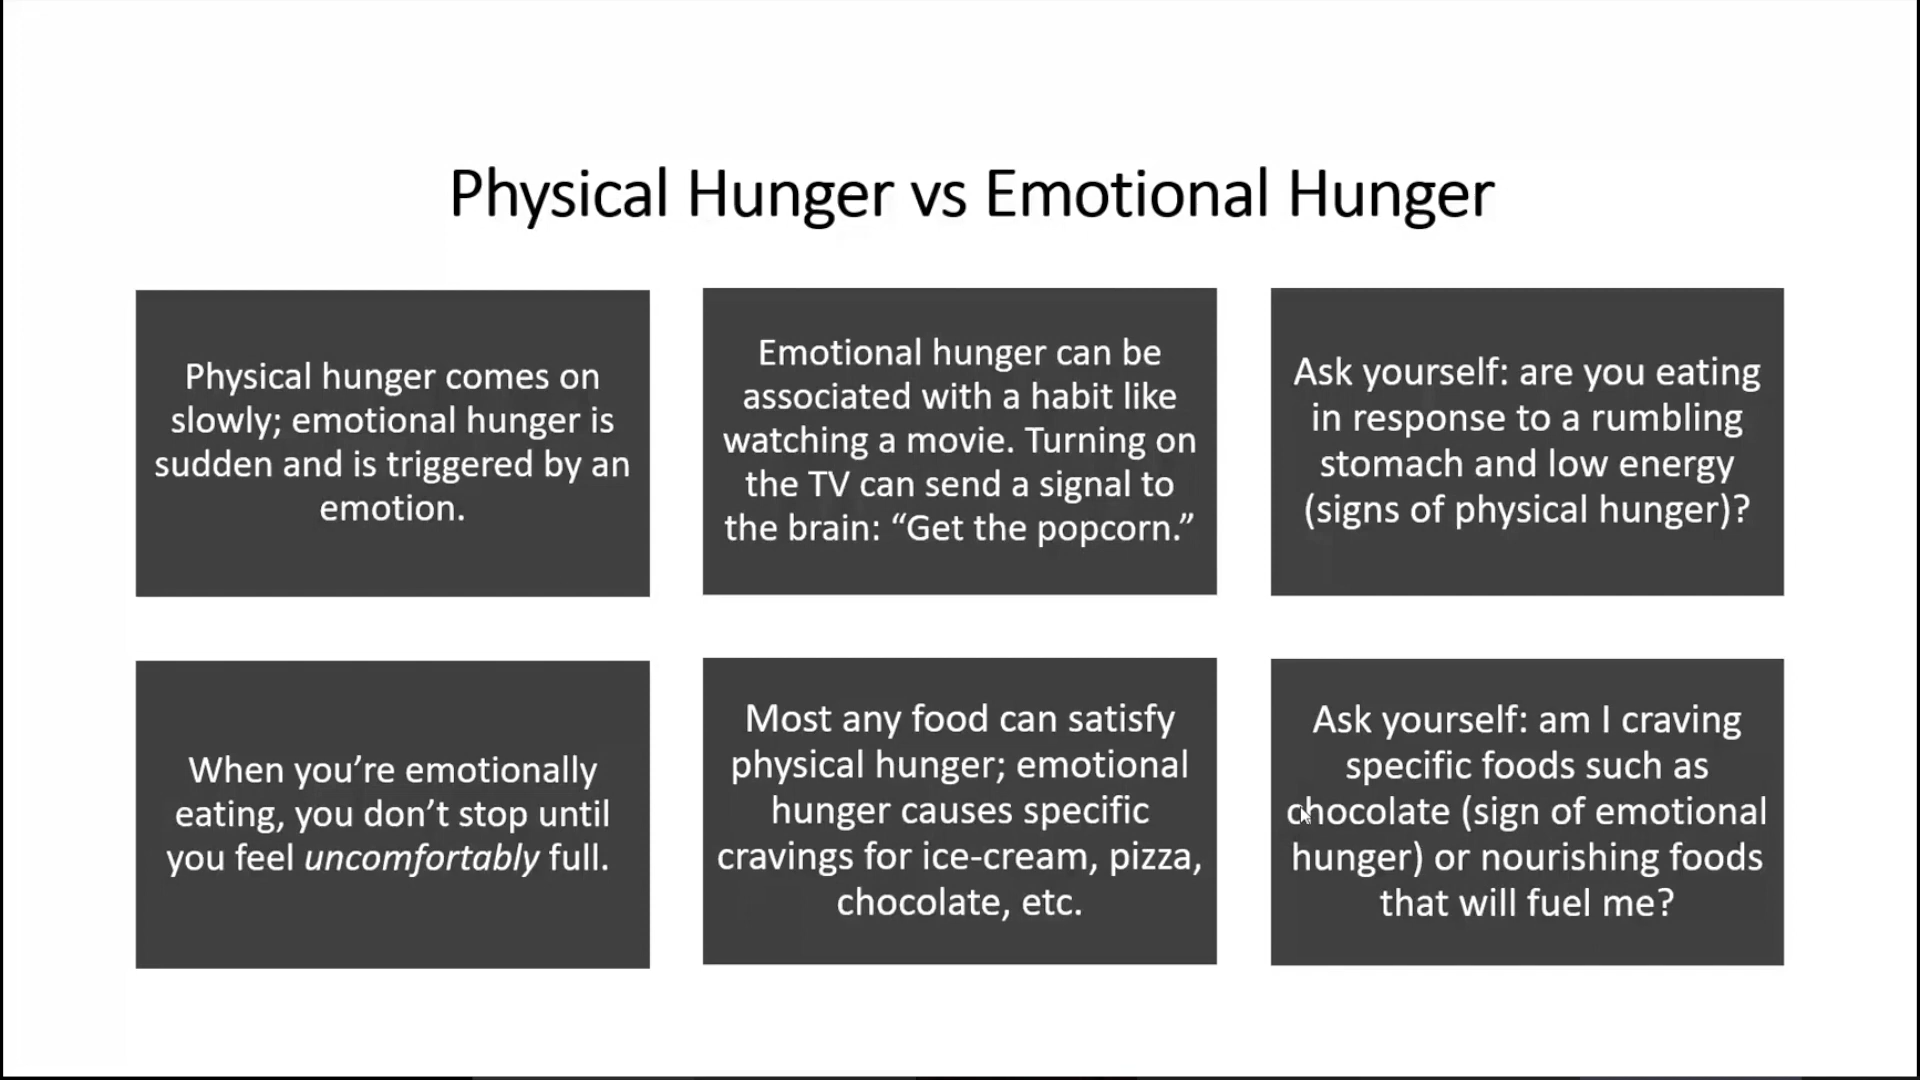 Physical Hunger vs Emotional Hunger
Physical hunger comes on
slowly; emotional hunger is
sudden and is triggered by an
emotion.
Emotional hunger can be
associated with a habit like
watching a movie. Turning on
the TV can send a signal to
the brain: “Get the popcorn.”
Ask yourself: are you eating
in response to a rumbling
stomach and low energy
(signs of physical hunger)?
When you’re emotionally
eating, you don’t stop until
you feel uncomfortably full.
Most any food can satisfy
physical hunger; emotional
hunger causes specific
cravings for ice-cream, pizza,
chocolate, etc.
Ask yourself: am I craving
specific foods such as
chocolate (sign of emotional
hunger) or nourishing foods
that will fuel me?